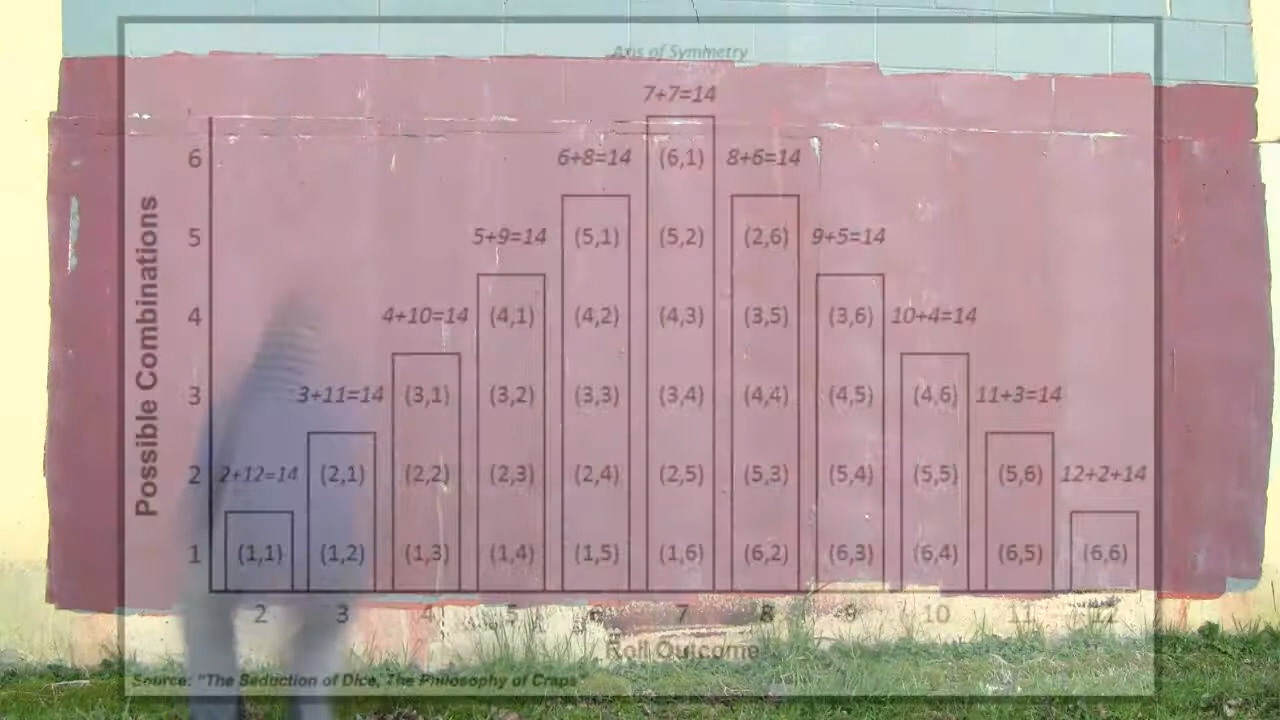 Axis of Symmetry
7+7=14
6 6+8=14 (6,1) 8+6=14
5 5+9=14 (5,1) (5,2) (2,6) 9+5=14
4 4+10=14 (4,1) (4,2) (4,3) (3,5) (3,6) 10+4=14
3 3+11=14 (3,1) (3,2) (3,3) (3,4) (4,4) (4,5) (4,6) 11+3=14
2 2+12=14 (2,1) (2,2) (2,3) (2,4) (2,5) (5,3) (5,4) (5,5) (5,6) 12+2+14
1 (1,1) (1,2) (1,3) (1,4) (1,5) (1,6) (6,2) (6,3) (6,4) (6,5) (6,6)
Possible Combinations
2 3 4 5 6 7 8 9 10 11 12
Roll Outcome
Source: "The Seduction of Dice, The Philosophy of Craps"